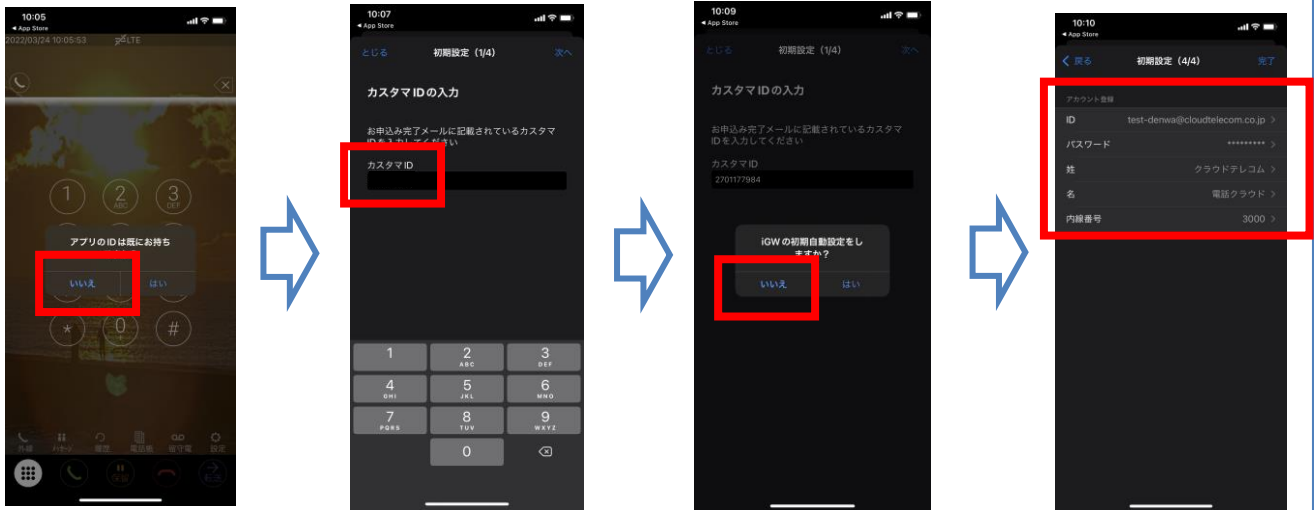 10:05
App Store
2022/03/24 10:05:53
LTE
1
2
ABC
3
DEF
アプリのIDは既にお持ち
いいえ
はい
*
0
+
#
外線
履歴
電話帳
留守電
設定
保留
転送
10:07
App Store
とじる
初期設定（1/4）
次へ
カスタマIDの入力
お申込み完了メールに記載されているカスタマ
IDを入力してください
カスタマID
1
2
ABC
3
DEF
4
GHI
5
JKL
6
MNO
7
PQRS
8
TUV
9
WXYZ
0
10:09
App Store
とじる
初期設定（1/4）
次へ
カスタマIDの入力
お申込み完了メールに記載されているカスタマ
IDを入力してください
カスタマID
2701177984
iGWの初期自動設定をし
ますか？
いいえ
はい
10:10
App Store
戻る
初期設定（4/4）
完了
アカウント登録
ID
test-denwa@cloudtelecom.co.jp
パスワード
*********
姓
クラウドテレコム
名
電話クラウド
内線番号
3000